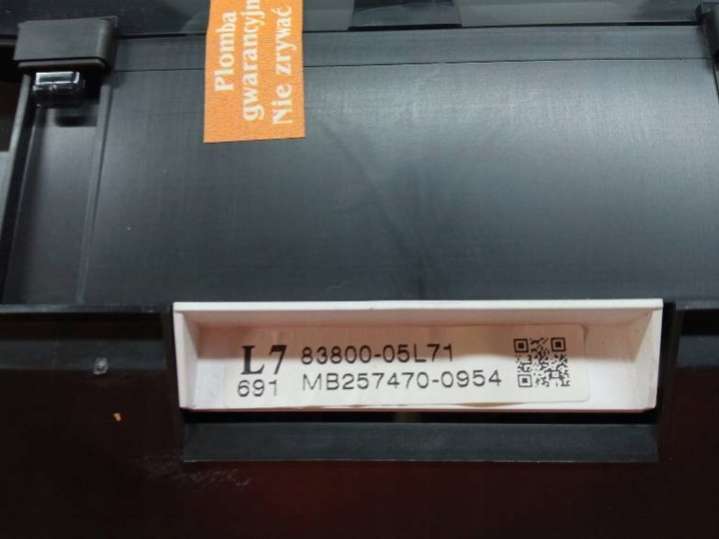 Plomba
gwarancyjn
Nie zrywać
L7 83800-05L71
691 MB257470-0954